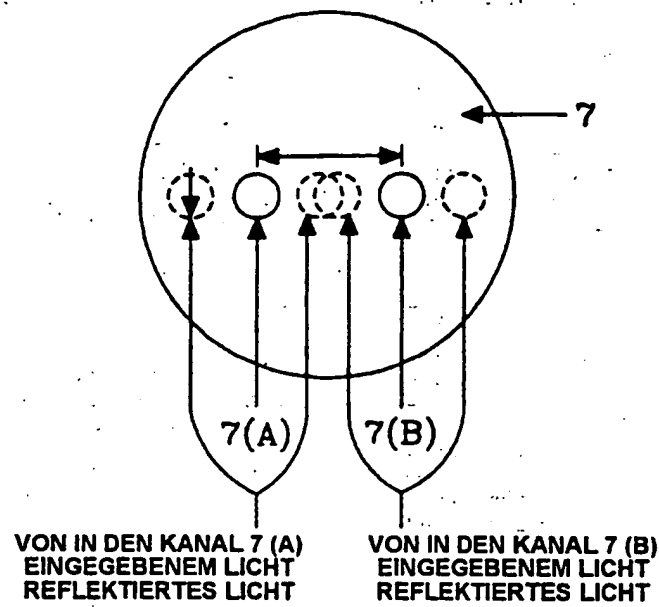 7
7(A)
7(B)
VON IN DEN KANAL 7 (A)
EINGEGEBENEM LICHT
REFLEKTIERTES LICHT
VON IN DEN KANAL 7 (B)
EINGEGEBENEM LICHT
REFLEKTIERTES LICHT